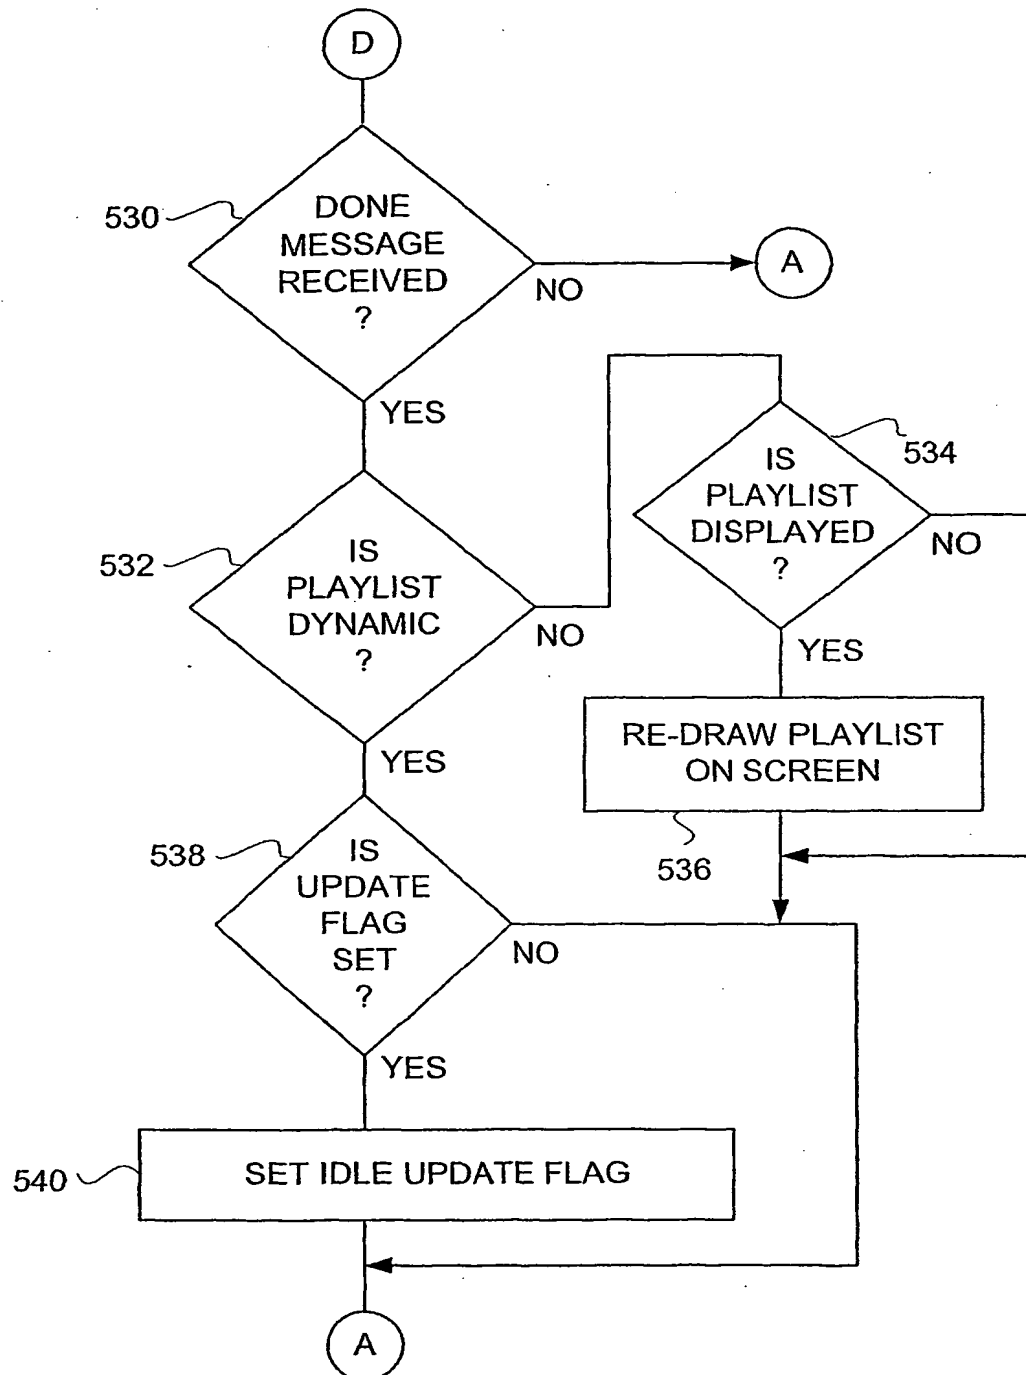 D
530
DONE
MESSAGE
RECEIVED
?
NO
A
YES
532
IS
PLAYLIST
DYNAMIC
?
NO
534
IS
PLAYLIST
DISPLAYED
?
NO
YES
RE-DRAW PLAYLIST
ON SCREEN
536
YES
538
IS
UPDATE
FLAG
SET
?
NO
YES
540
SET IDLE UPDATE FLAG
A